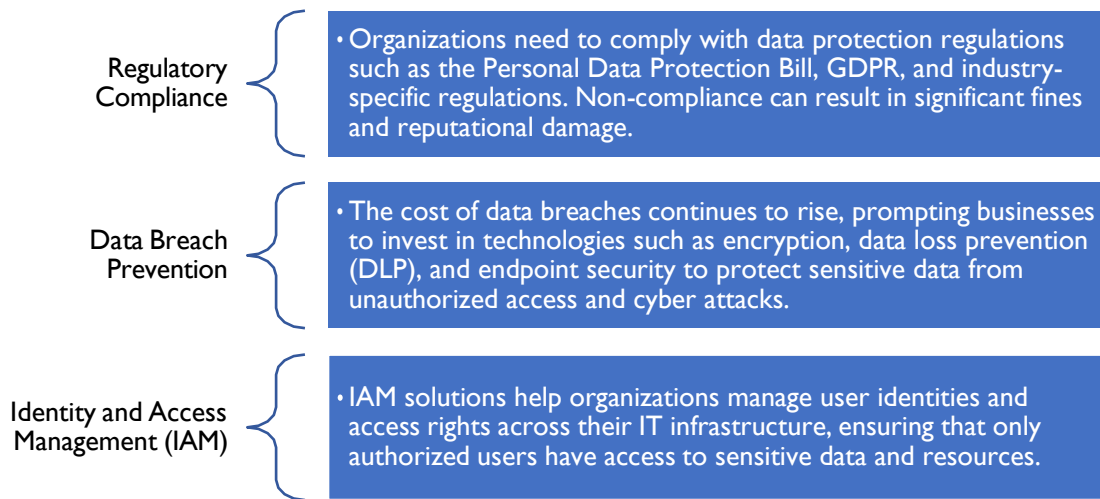 Regulatory
Compliance
• Organizations need to comply with data protection regulations
such as the Personal Data Protection Bill, GDPR, and industry-
specific regulations. Non-compliance can result in significant fines
and reputational damage.
Data Breach
Prevention
• The cost of data breaches continues to rise, prompting businesses
to invest in technologies such as encryption, data loss prevention
(DLP), and endpoint security to protect sensitive data from
unauthorized access and cyber attacks.
Identity and Access
Management (IAM)
• IAM solutions help organizations manage user identities and
access rights across their IT infrastructure, ensuring that only
authorized users have access to sensitive data and resources.